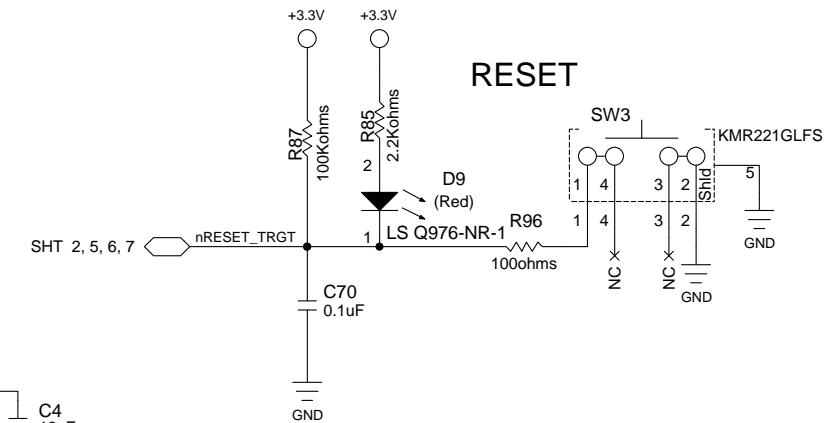 +3.3V
+3.3V
RESET
R87
100Kohms
R85
2.2Kohms
2
D9
(Red)
1
LS Q976-NR-1
SW3
KMR221GLFS
1 4 3 2
Shld
5
1 4 3 2
GND
R96
100ohms
NC
NC
GND
SHT 2, 5, 6, 7
nRESET_TRGT
C70
0.1uF
GND
C4